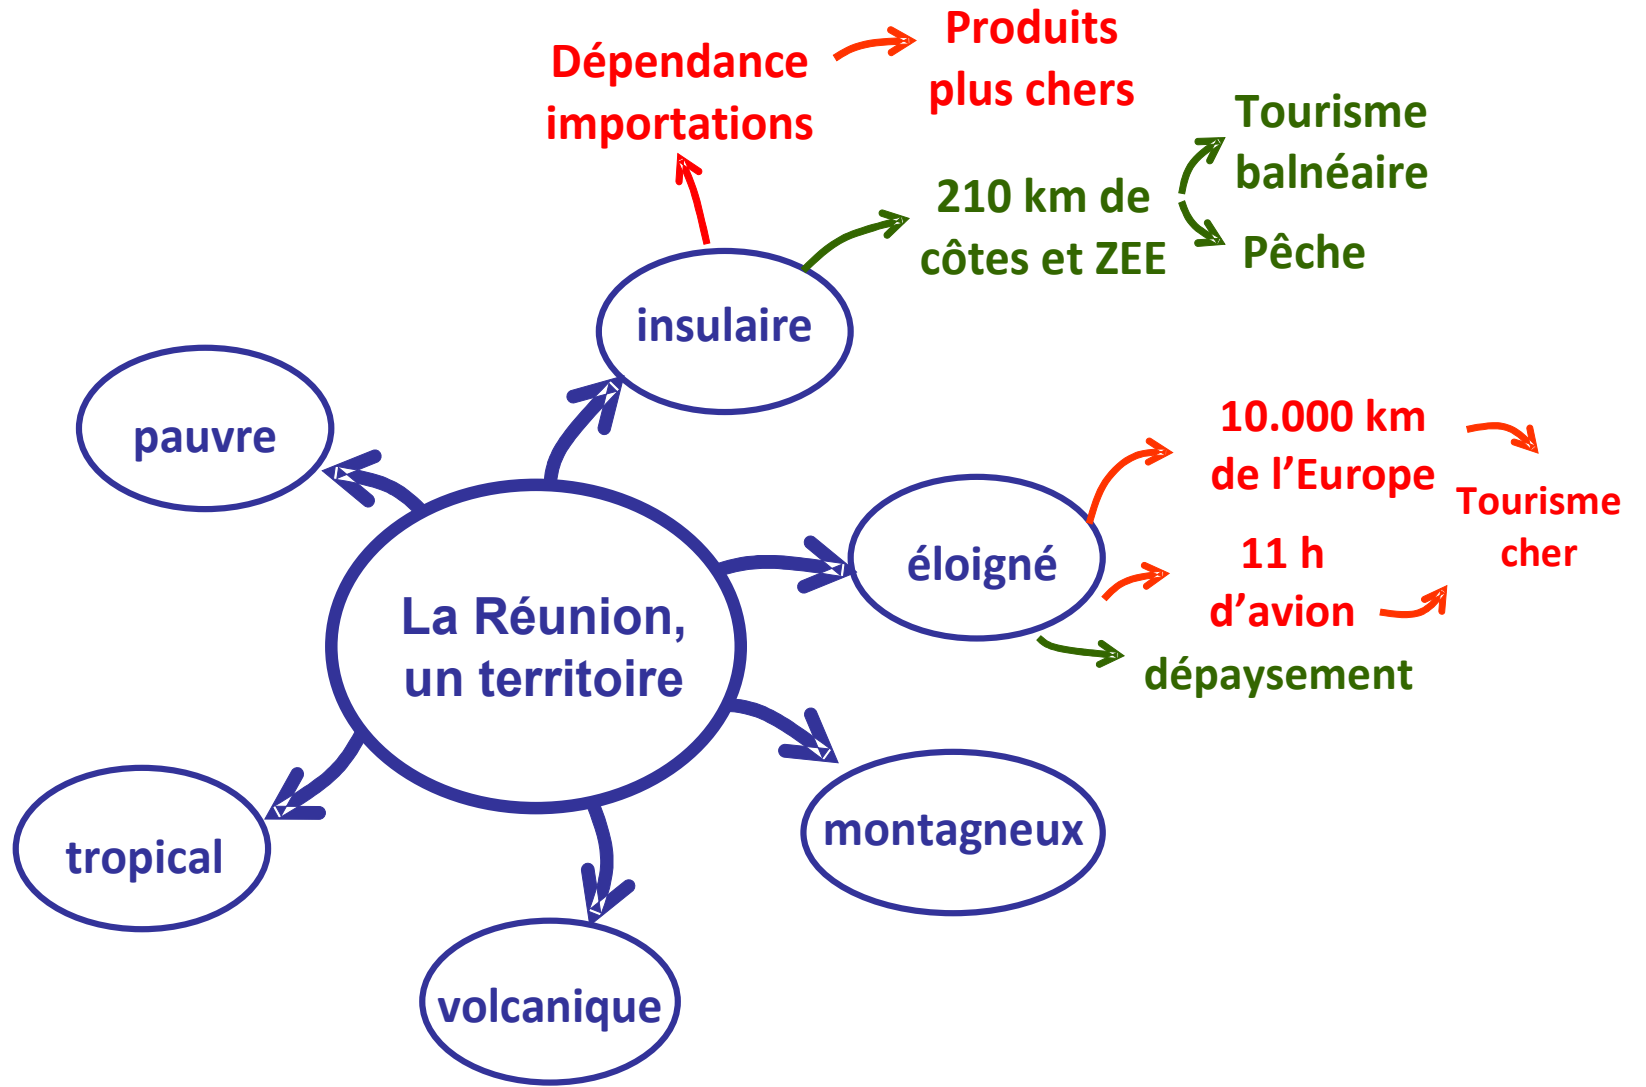 Produits
plus chers
Dépendance
importations
Tourisme
balnéaire
210 km de
côtes et ZEE
Pêche
insulaire
pauvre
10.000 km
de l’Europe
Tourisme
cher
éloigné
11 h
d’avion
dépaysement
La Réunion,
un territoire
montagneux
tropical
volcanique